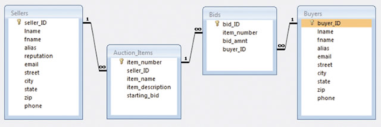 Sellers
seller_ID
lname
fname
alias
reputation
email
street
city
state
zip
phone
1
∞
Auction_Items
item_number
seller_ID
item_name
item_description
starting_bid
1
∞
Bids
bid_ID
item_number
bid_amnt
buyer_ID
∞
1
Buyers
buyer_ID
lname
fname
alias
email
street
city
state
zip
phone